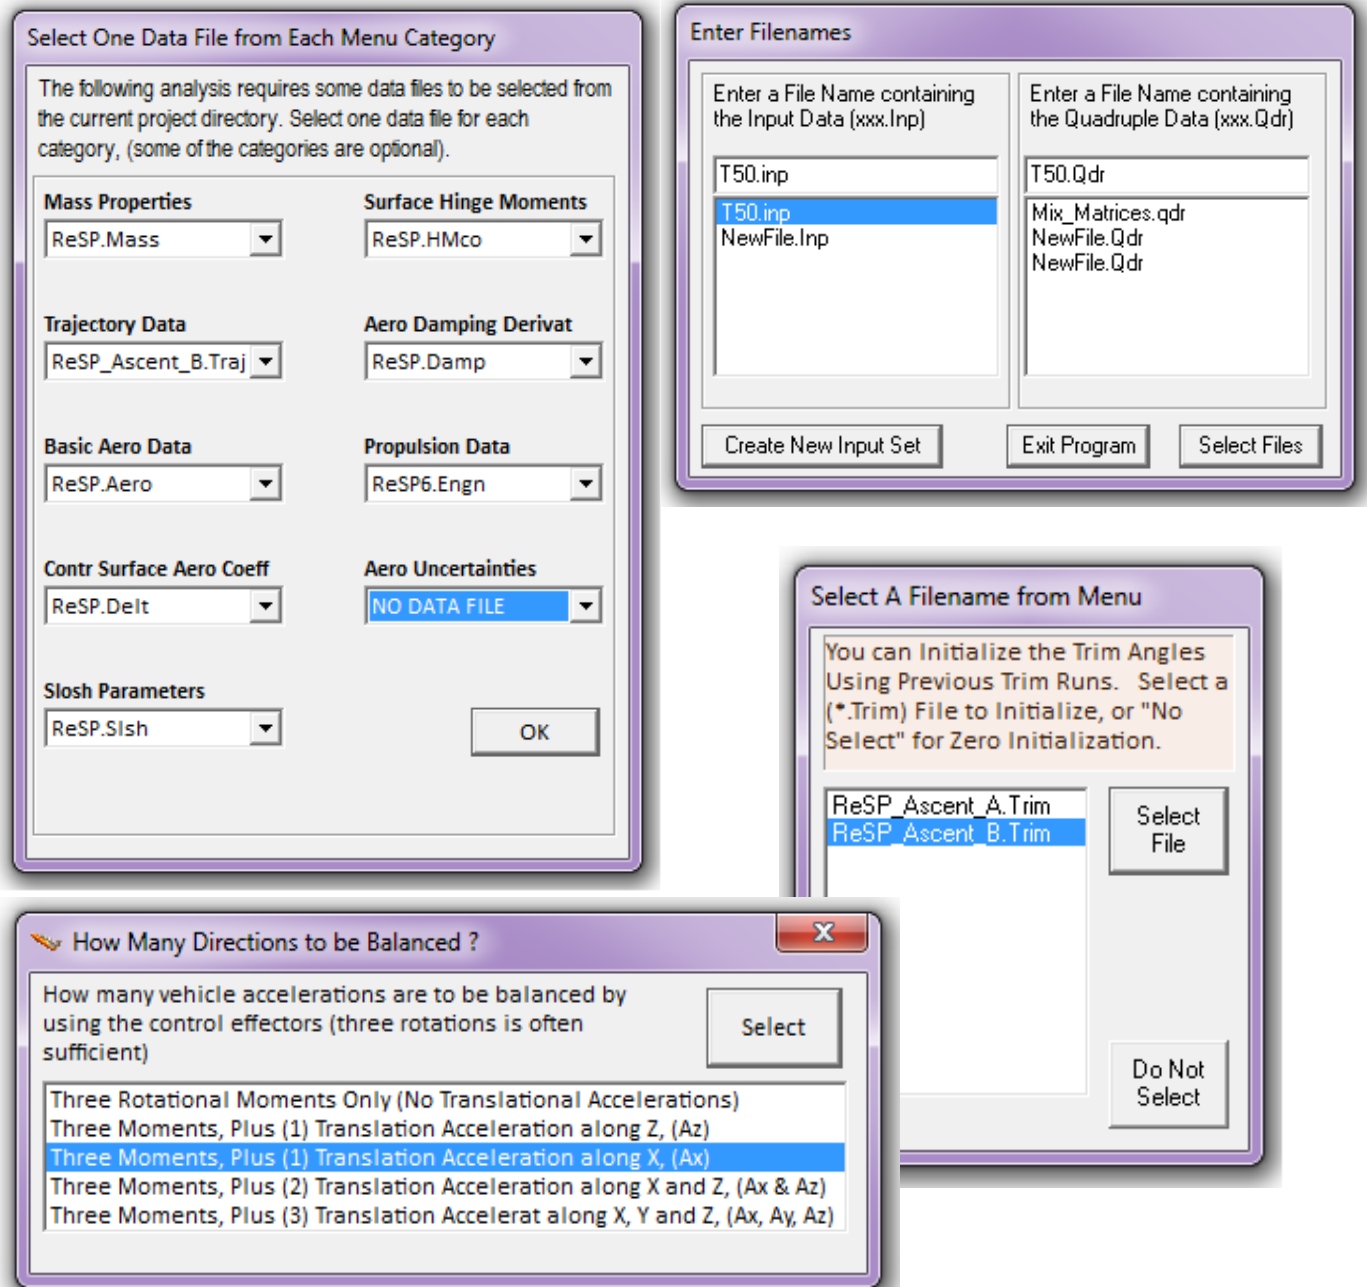 Select One Data File from Each Menu Category
The following analysis requires some data files to be selected from
the current project directory. Select one data file for each
category, (some of the categories are optional).
Mass Properties
ReSP.Mass
Surface Hinge Moments
ReSP.HMco
Trajectory Data
ReSP_Ascent_B.Traj
Aero Damping Derivat
ReSP.Damp
Basic Aero Data
ReSP.Aero
Propulsion Data
ReSP6.Engn
Contr Surface Aero Coeff
ReSP.Delt
Aero Uncertainties
NO DATA FILE
Slosh Parameters
ReSP.Slsh
OK
Enter Filenames
Enter a File Name containing
the Input Data (xxx.Inp)
T50.inp
T50.inp
NewFile.Inp
Enter a File Name containing
the Quadruple Data (xxx.Qdr)
T50.Qdr
Mix_Matrices.qdr
NewFile.Qdr
NewFile.Qdr
Create New Input Set
Exit Program
Select Files
Select A Filename from Menu
You can Initialize the Trim Angles
Using Previous Trim Runs. Select a
(*.Trim) File to Initialize, or "No
Select" for Zero Initialization.
ReSP_Ascent_A.Trim
ReSP_Ascent_B.Trim
Select
File
Do Not
Select
How Many Directions to be Balanced ?
How many vehicle accelerations are to be balanced by
using the control effectors (three rotations is often
sufficient)
Select
Three Rotational Moments Only (No Translational Accelerations)
Three Moments, Plus (1) Translation Acceleration along Z, (Az)
Three Moments, Plus (1) Translation Acceleration along X, (Ax)
Three Moments, Plus (2) Translation Acceleration along X and Z, (Ax & Az)
Three Moments, Plus (3) Translation Accelerat along X, Y and Z, (Ax, Ay, Az)